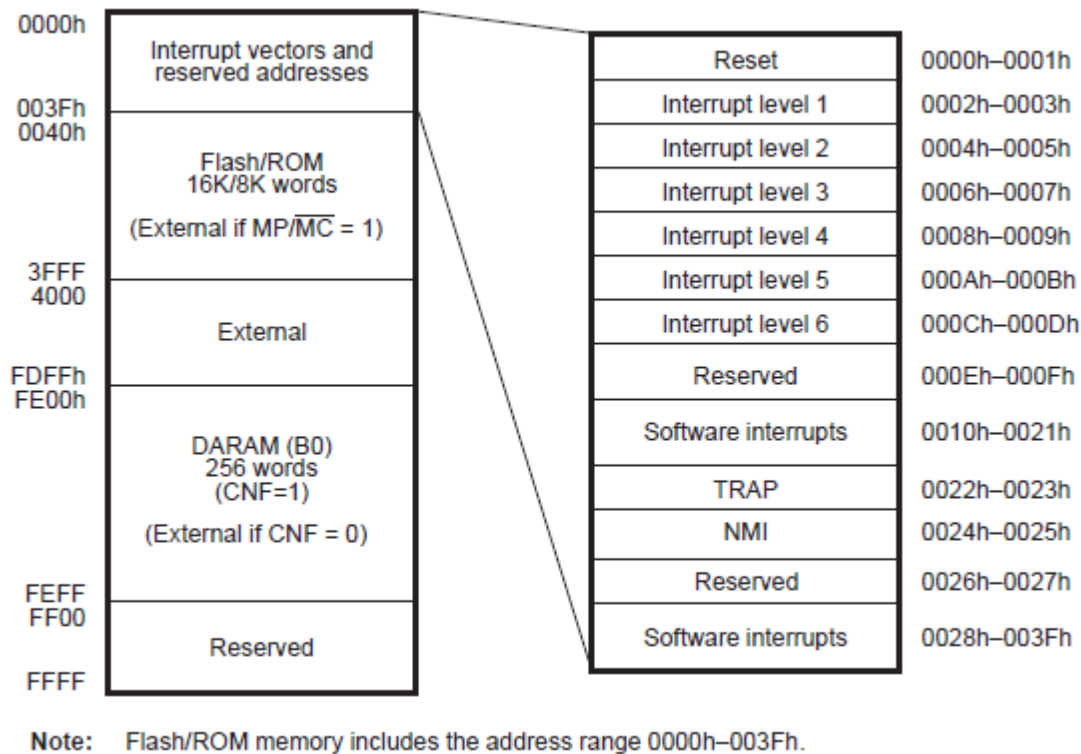 0000h
Interrupt vectors and
reserved addresses
003Fh
0040h
Flash/ROM
16K/8K words
(External if MP/M̅C̅ = 1)
3FFF
4000
External
FDFFh
FE00h
DARAM (B0)
256 words
(CNF=1)
(External if CNF = 0)
FEFF
FF00
Reserved
FFFF
Reset 0000h–0001h
Interrupt level 1 0002h–0003h
Interrupt level 2 0004h–0005h
Interrupt level 3 0006h–0007h
Interrupt level 4 0008h–0009h
Interrupt level 5 000Ah–000Bh
Interrupt level 6 000Ch–000Dh
Reserved 000Eh–000Fh
Software interrupts 0010h–0021h
TRAP 0022h–0023h
NMI 0024h–0025h
Reserved 0026h–0027h
Software interrupts 0028h–003Fh
Note: Flash/ROM memory includes the address range 0000h–003Fh.